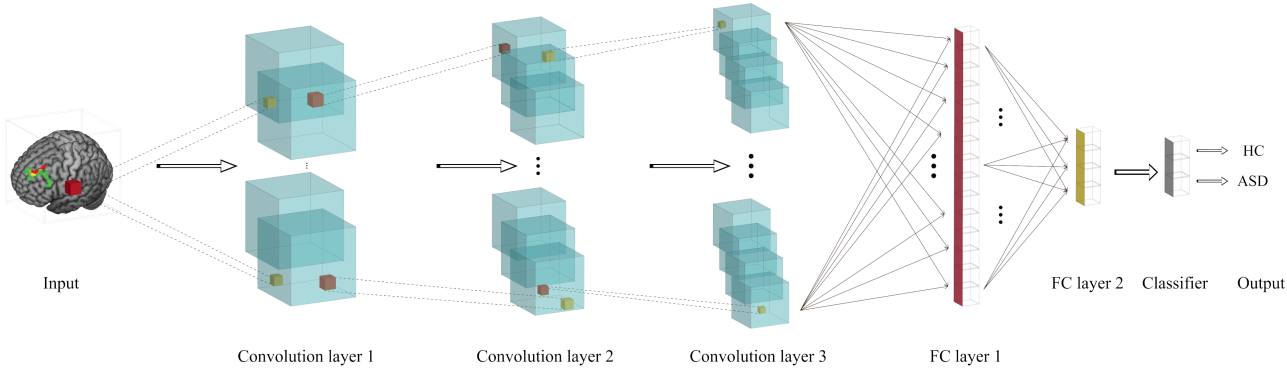 HC
ASD
Input
FC layer 2
Classifier
Output
Convolution layer 1
Convolution layer 2
Convolution layer 3
FC layer 1